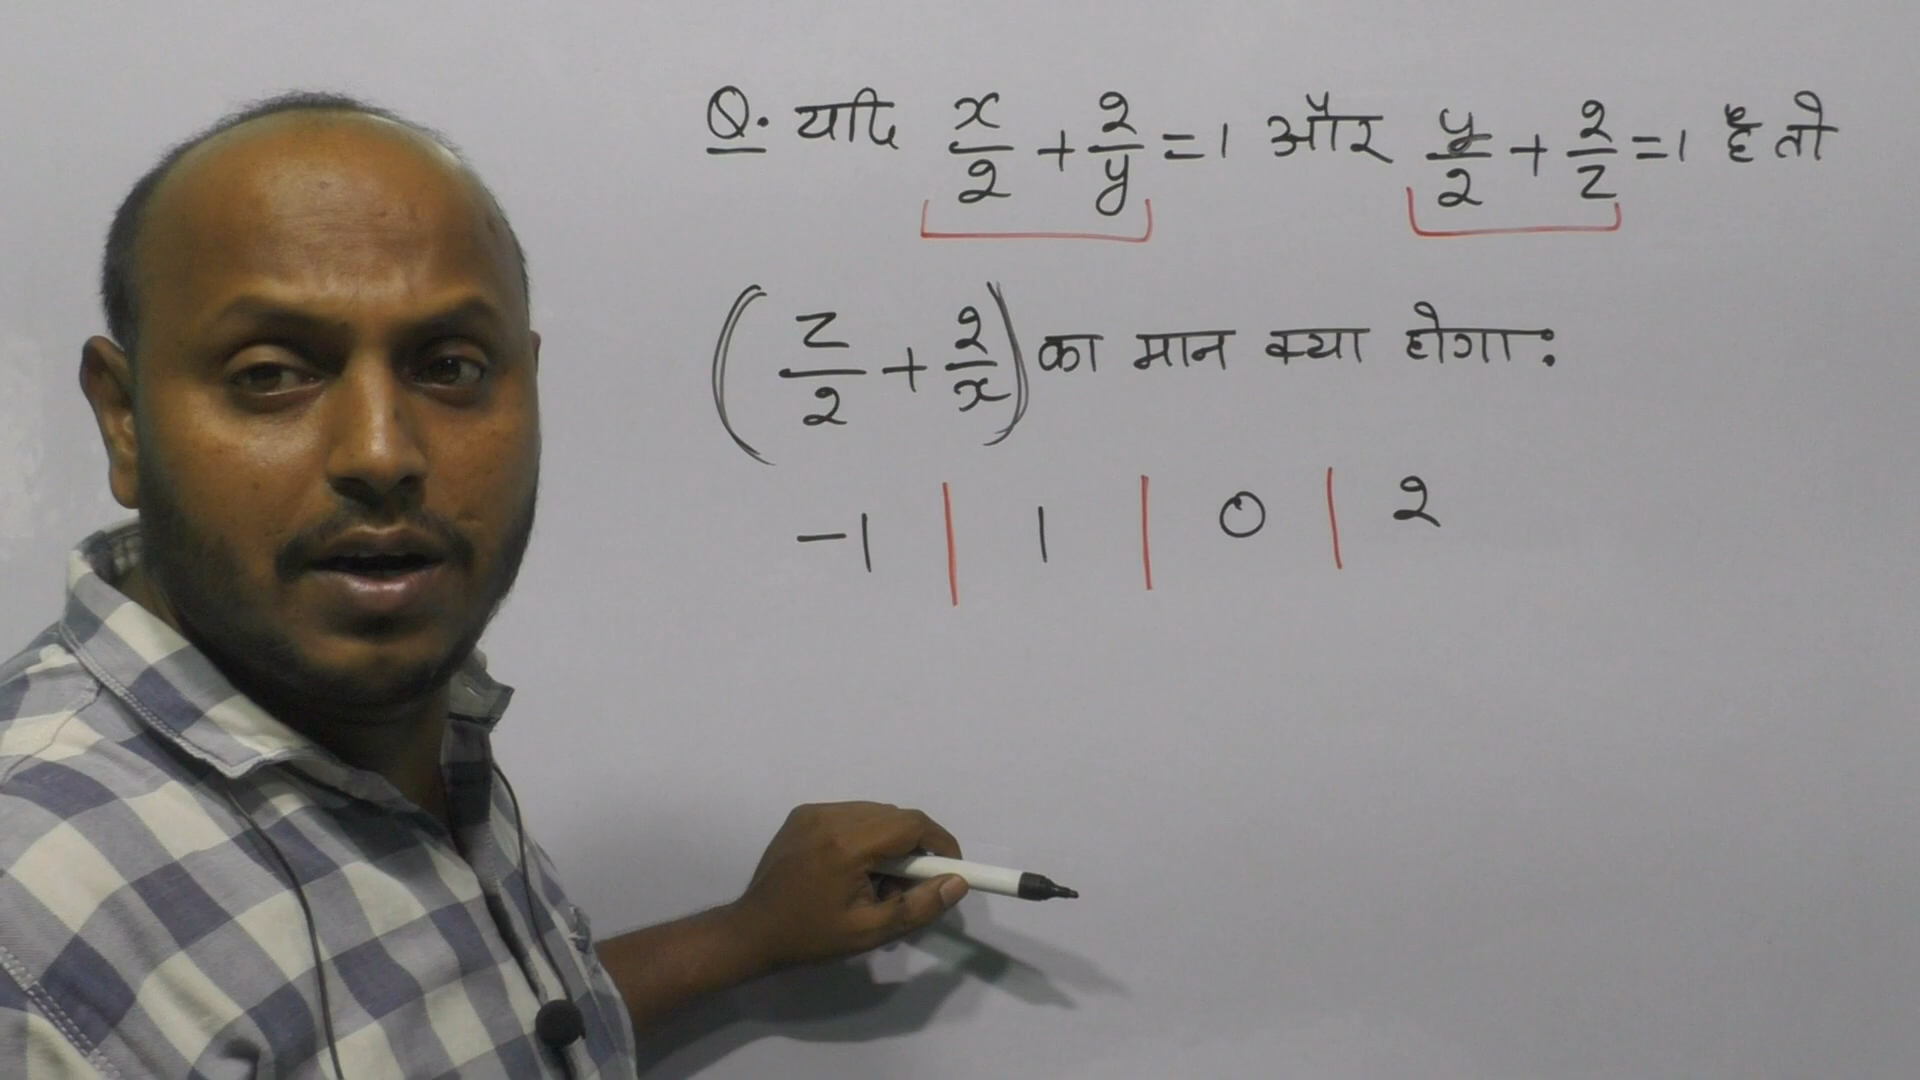 Q. यदि x/2 + 2/y = 1 और y/2 + 2/z = 1 है तो
(z/2 + 2/x) का मान क्या होगा:
-1 | 1 | 0 | 2